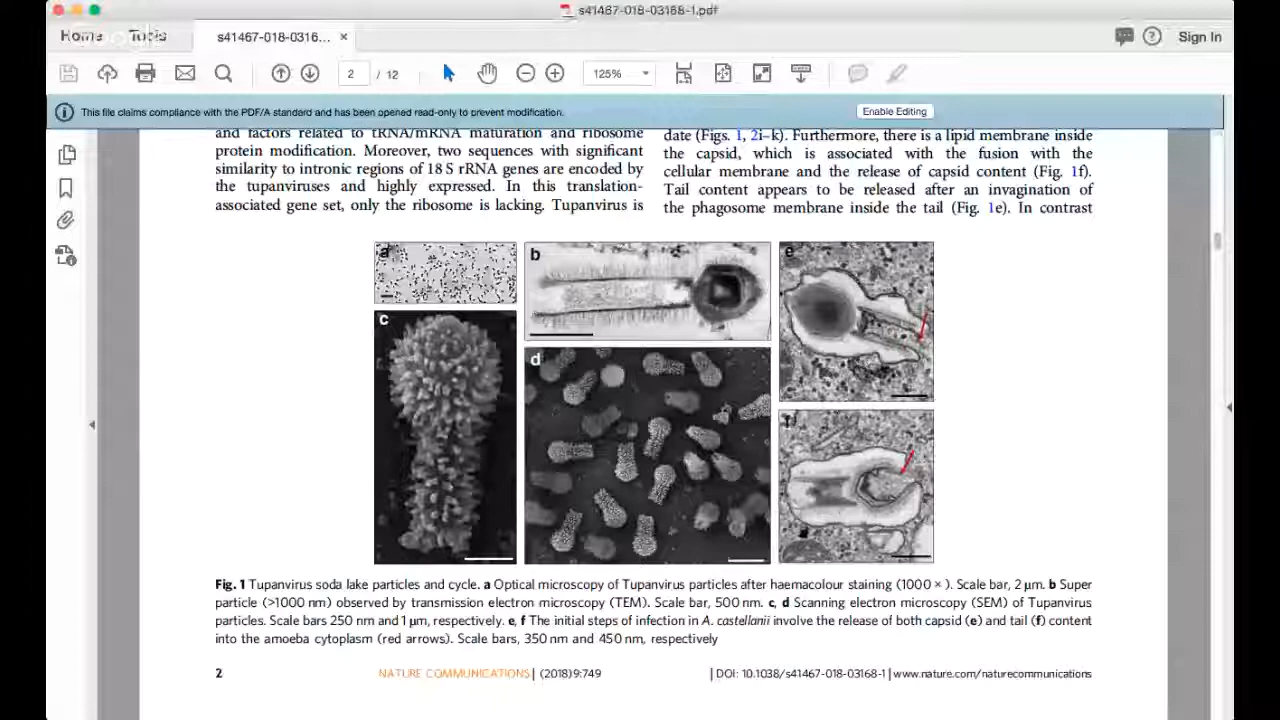 s41467-018-03168-1.pdf
Home
Tools
s41467-018-0316... ×
? Sign In
2 / 12
125%
This file claims compliance with the PDF/A standard and has been opened read-only to prevent modification.
Enable Editing
and factors related to tRNA/mRNA maturation and ribosome
protein modification. Moreover, two sequences with significant
similarity to intronic regions of 18 S rRNA genes are encoded by
the tupanviruses and highly expressed. In this translation-
associated gene set, only the ribosome is lacking. Tupanvirus is
date (Figs. 1, 2i–k). Furthermore, there is a lipid membrane inside
the capsid, which is associated with the fusion with the
cellular membrane and the release of capsid content (Fig. 1f).
Tail content appears to be released after an invagination of
the phagosome membrane inside the tail (Fig. 1e). In contrast
a
b
e
c
d
f
Fig. 1 Tupanvirus soda lake particles and cycle. a Optical microscopy of Tupanvirus particles after haemacolour staining (1000 × ). Scale bar, 2 μm. b Super
particle (>1000 nm) observed by transmission electron microscopy (TEM). Scale bar, 500 nm. c, d Scanning electron microscopy (SEM) of Tupanvirus
particles. Scale bars 250 nm and 1 μm, respectively. e, f The initial steps of infection in A. castellanii involve the release of both capsid (e) and tail (f) content
into the amoeba cytoplasm (red arrows). Scale bars, 350 nm and 450 nm, respectively
2
NATURE COMMUNICATIONS | (2018) 9:749
| DOI: 10.1038/s41467-018-03168-1 | www.nature.com/naturecommunications